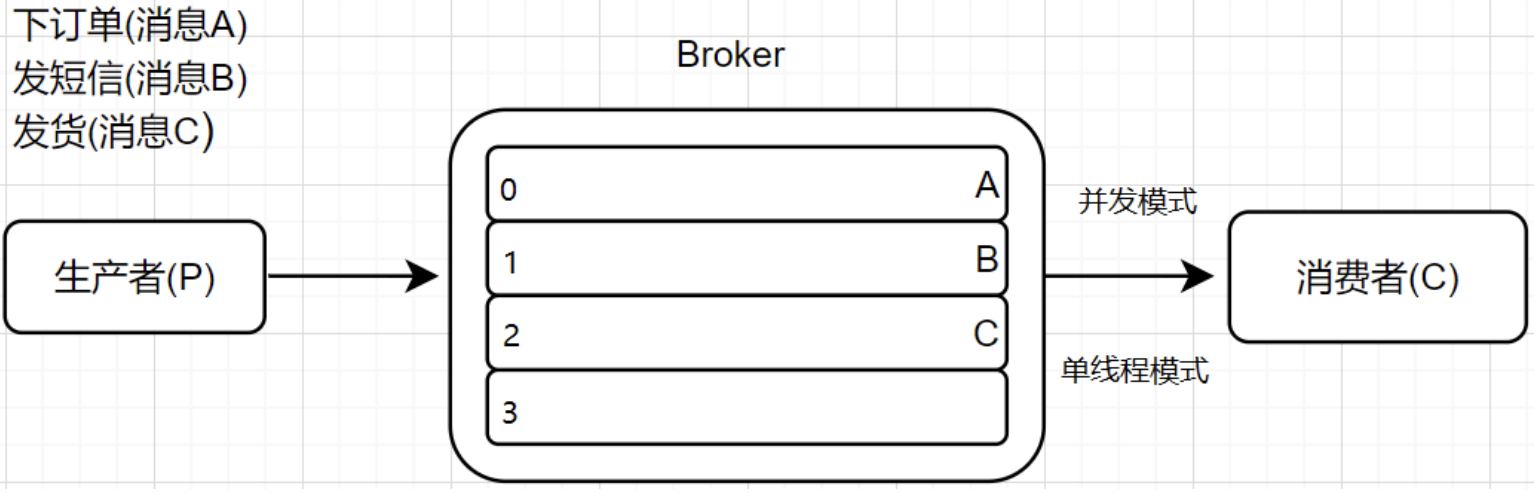 下订单(消息A)
发短信(消息B)
发货(消息C)
Broker
生产者(P)
0 A
1 B
2 C
3
并发模式
单线程模式
消费者(C)